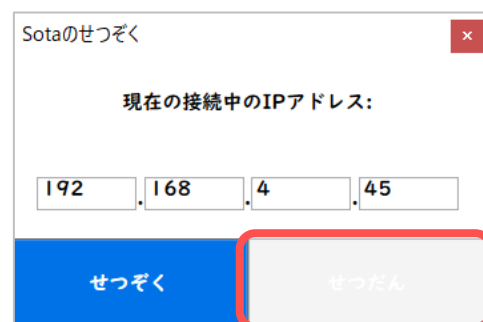 Sotaのせつぞく
×
現在の接続中のIPアドレス:
192.168.4.45
せつぞく
せつだん